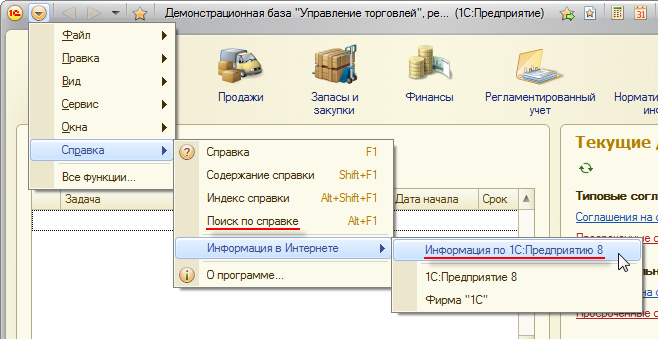 Демонстрационная база "Управление торговлей", ре... (1С:Предприятие)
Файл
Правка
Вид
Сервис
Окна
Справка
Все функции...
Продажи
Запасы и
закупки
Финансы
Регламентированный
учет
Нормати
инс
Справка F1
Содержание справки Shift+F1
Индекс справки Alt+Shift+F1
Поиск по справке Alt+F1
Информация в Интернете
О программе...
Информация по 1С:Предприятию 8
1С:Предприятие 8
Фирма "1С"
Задача
Дата начала
Срок
Текущие д
Типовые согл
Соглашения на с
Просроченные с